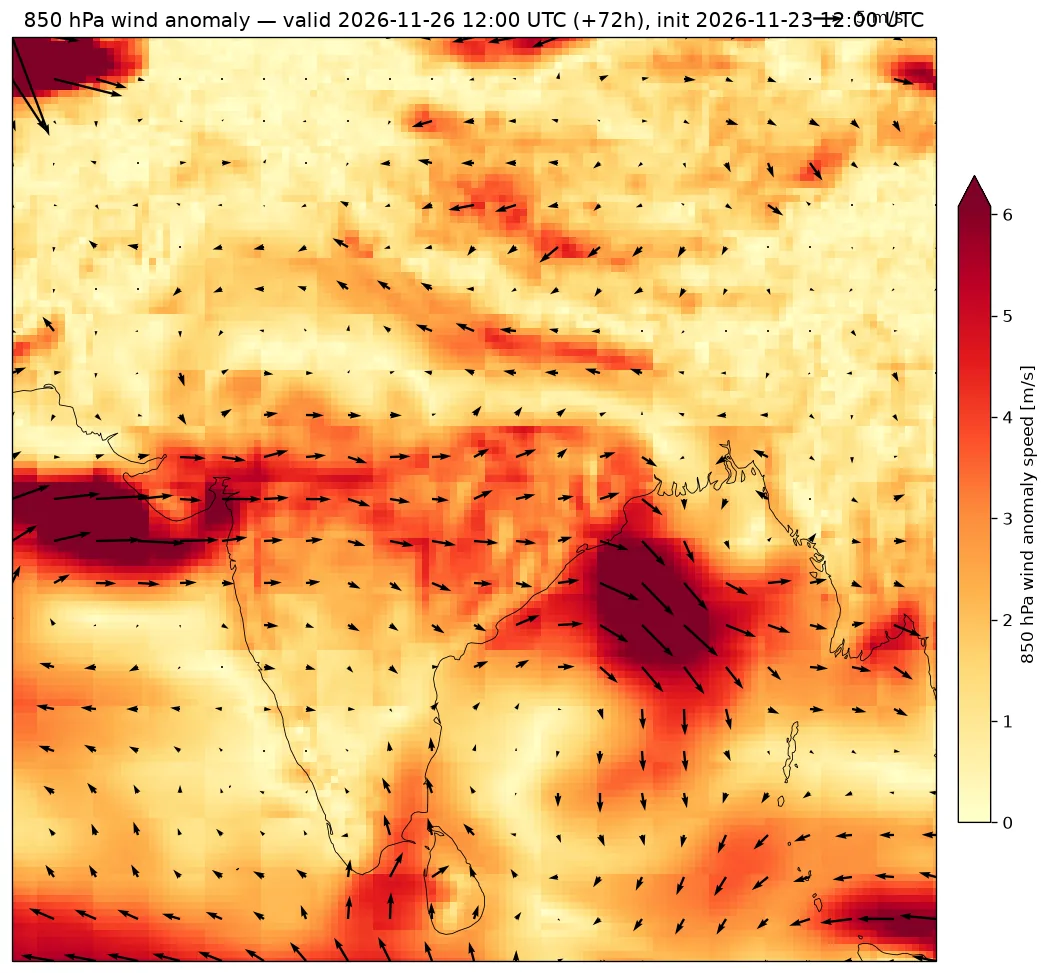 850 hPa wind anomaly — valid 2026-11-26 12:00 UTC (+72h), init 2026-11-23 12:00 UTC
5 m/s
6
5
4
3
2
1
0
850 hPa wind anomaly speed [m/s]